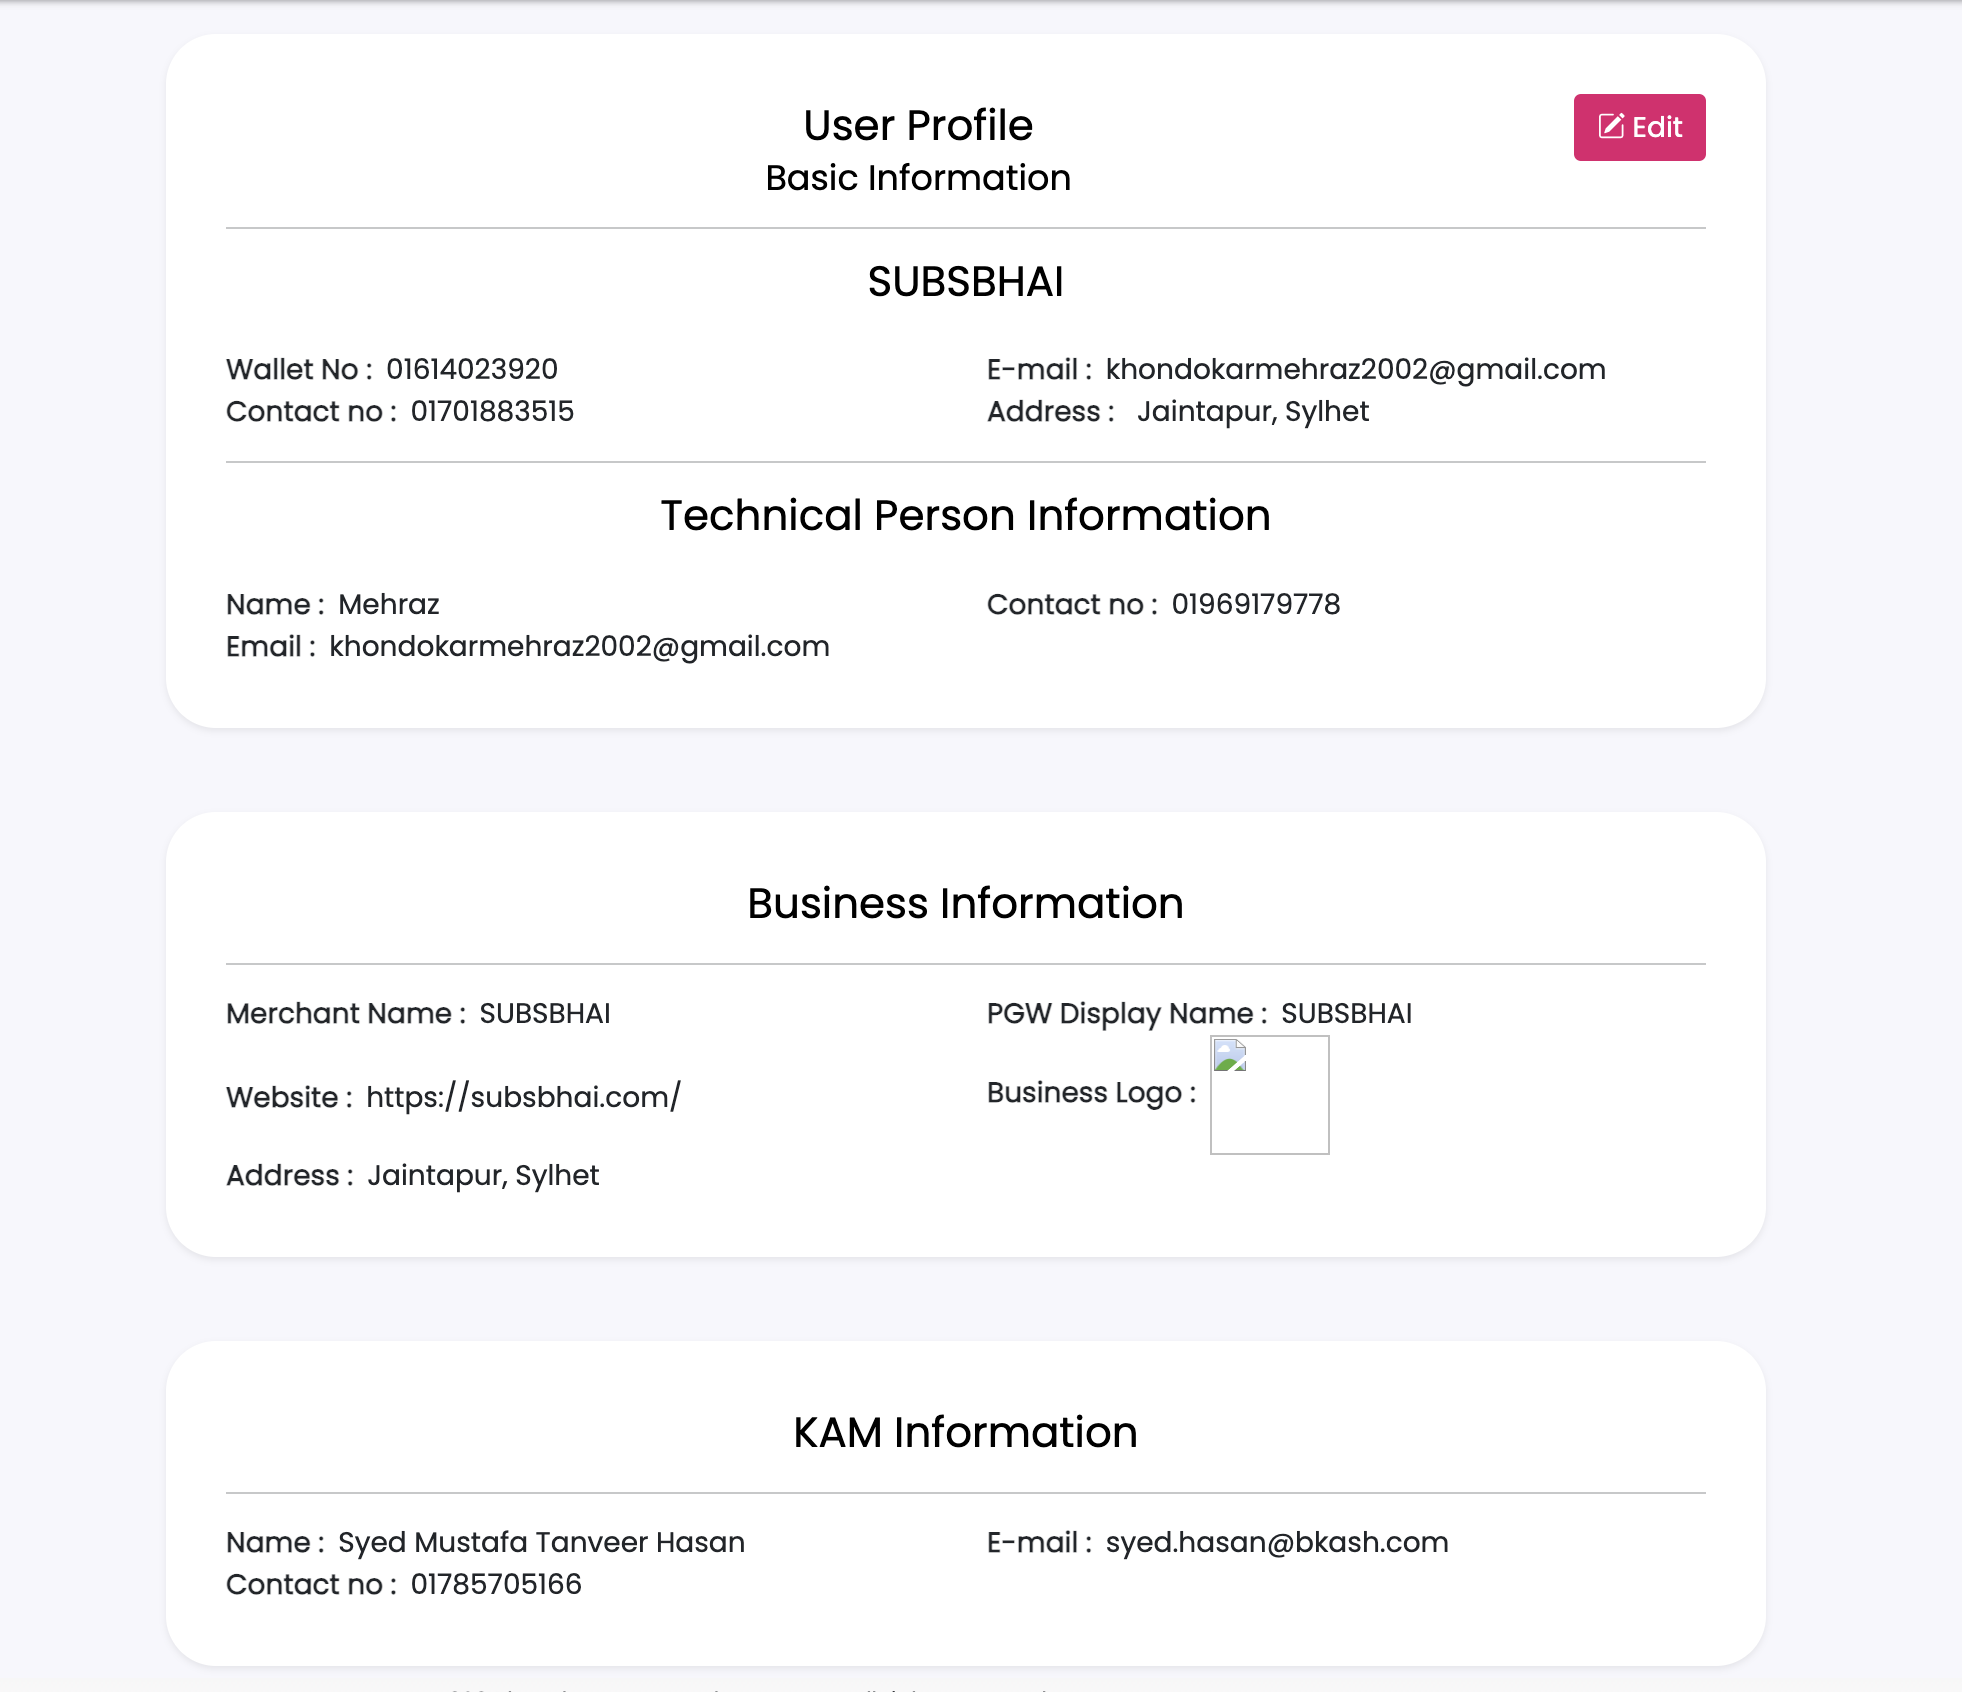 User Profile
Edit
Basic Information
SUBSBHAI
Wallet No : 01614023920
E-mail : khondokarmehraz2002@gmail.com
Contact no : 01701883515
Address : Jaintapur, Sylhet
Technical Person Information
Name : Mehraz
Contact no : 01969179778
Email : khondokarmehraz2002@gmail.com
Business Information
Merchant Name : SUBSBHAI
PGW Display Name : SUBSBHAI
Website : https://subsbhai.com/
Business Logo :
Address : Jaintapur, Sylhet
KAM Information
Name : Syed Mustafa Tanveer Hasan
E-mail : syed.hasan@bkash.com
Contact no : 01785705166